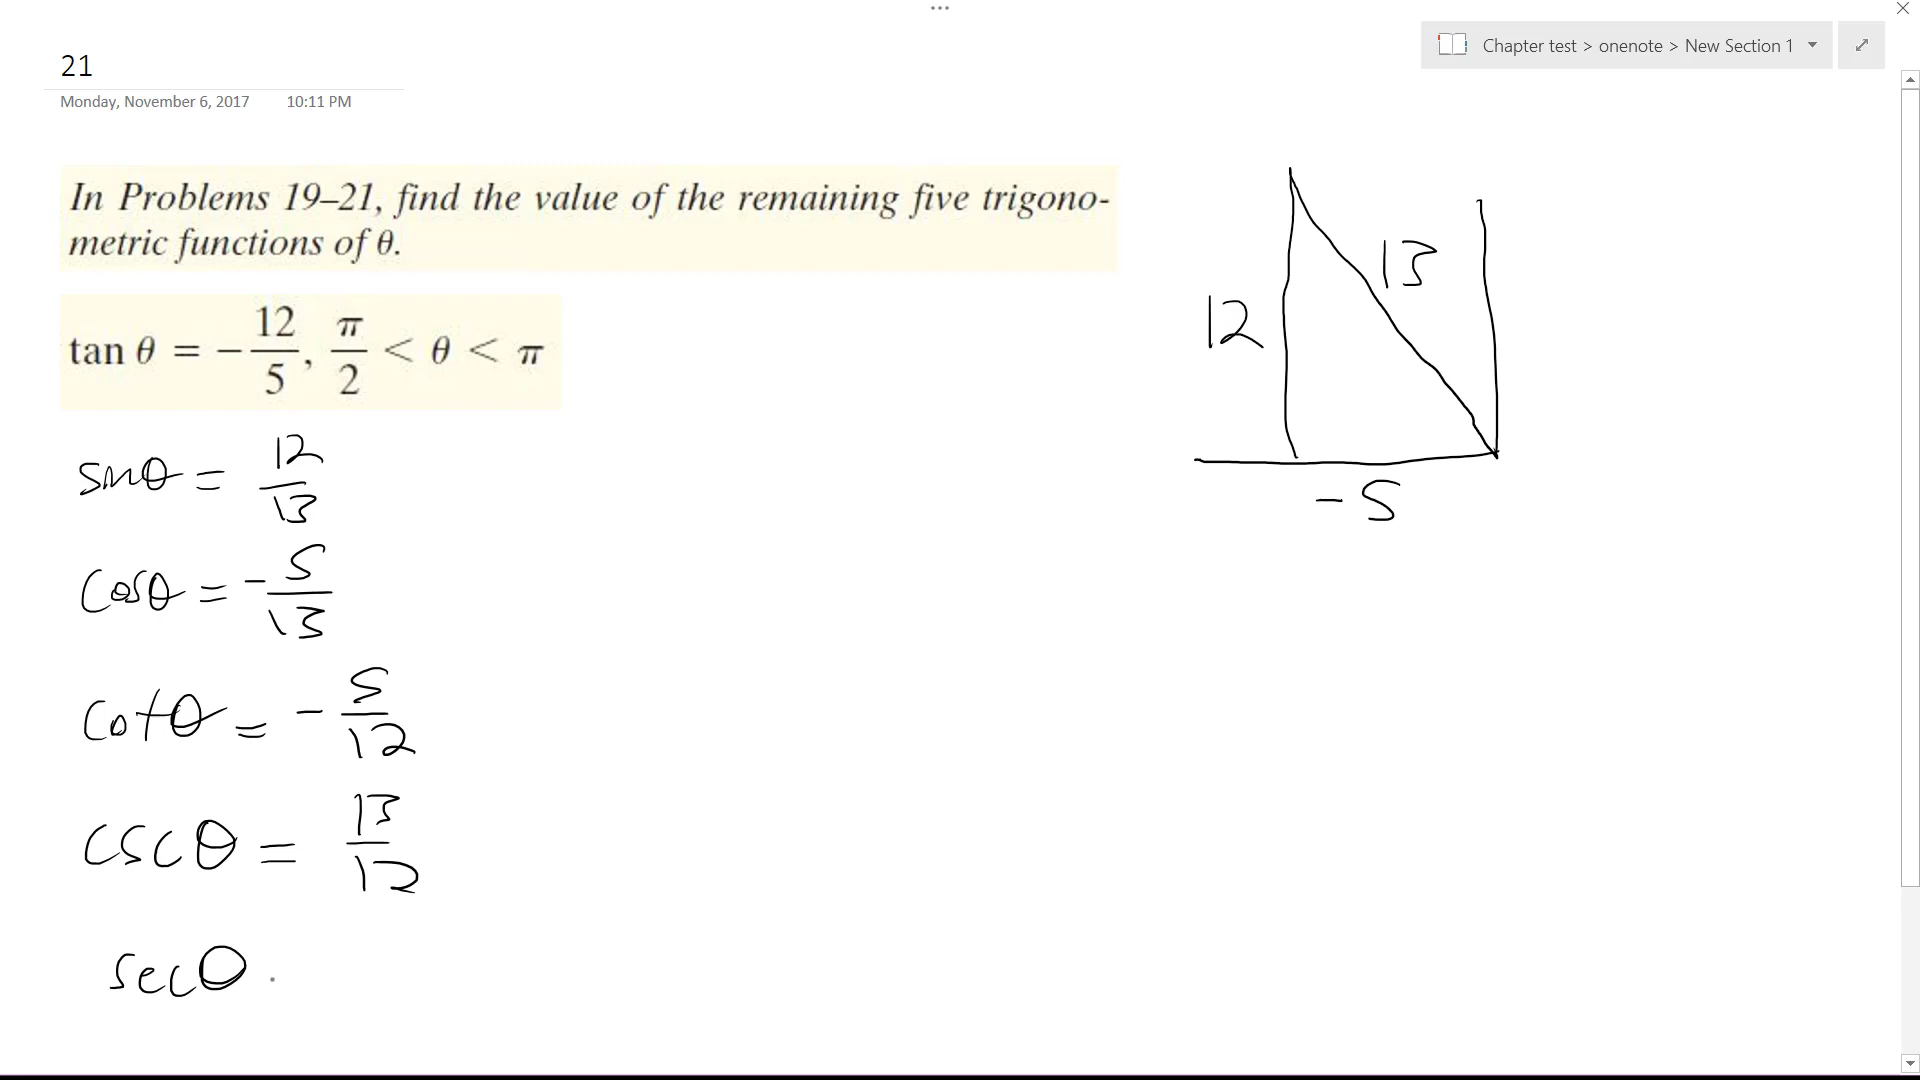 21
Monday, November 6, 2017 10:11 PM
Chapter test > onenote > New Section 1
In Problems 19–21, find the value of the remaining five trigono-
metric functions of θ.
tan θ = −12/5, π/2 < θ < π
sinθ = 12/13
cosθ = -5/13
cotθ = -5/12
cscθ = 13/12
secθ
12
13
-5